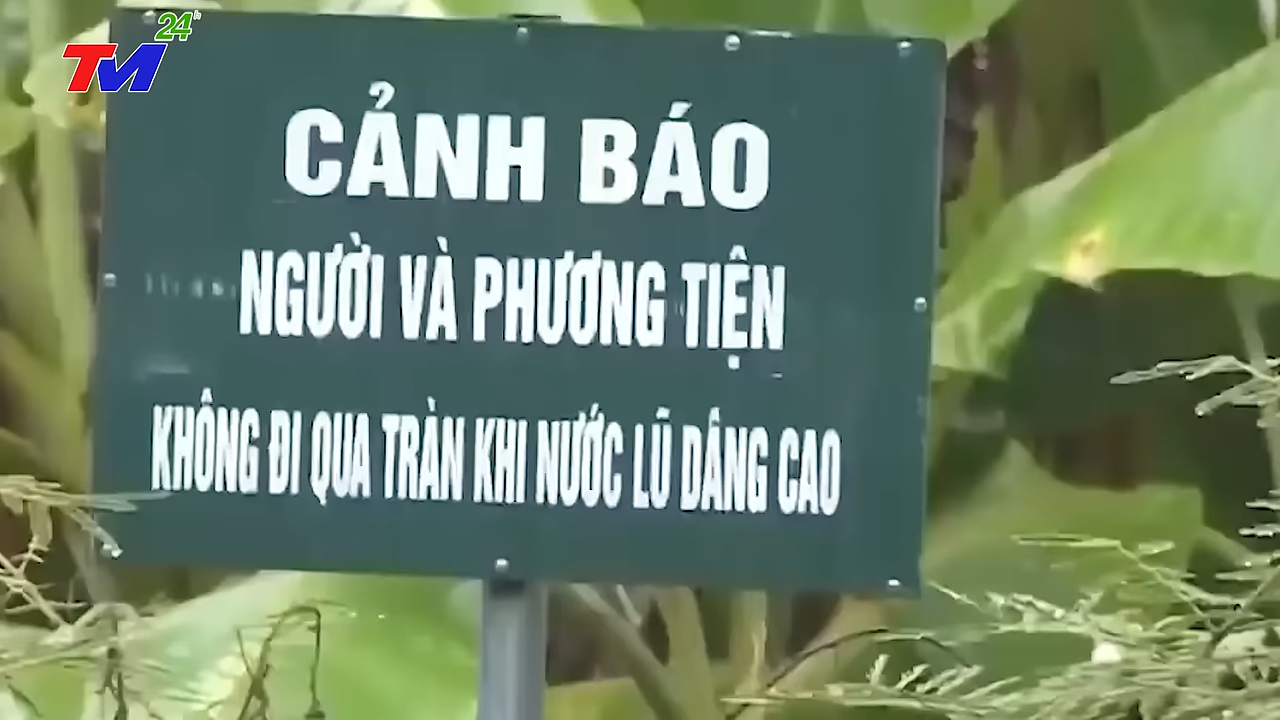 TM 24h
CẢNH BÁO
NGƯỜI VÀ PHƯƠNG TIỆN
KHÔNG ĐI QUA TRÀN KHI NƯỚC LŨ DÂNG CAO